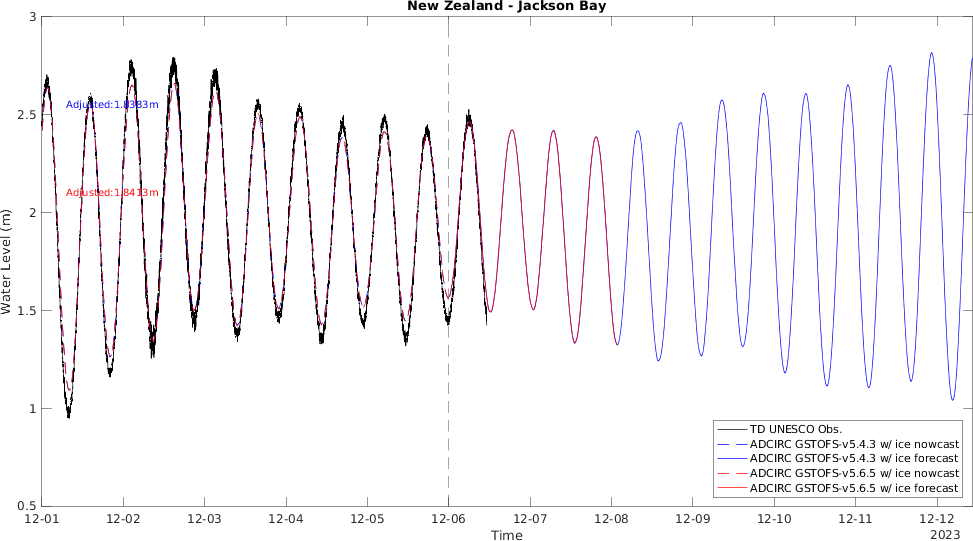 New Zealand - Jackson Bay
3
2.5
2
1.5
1
0.5
Water Level (m)
Adjusted:1.8383m
Adjusted:1.8413m
TD UNESCO Obs.
ADCIRC GSTOFS-v5.4.3 w/ ice nowcast
ADCIRC GSTOFS-v5.4.3 w/ ice forecast
ADCIRC GSTOFS-v5.6.5 w/ ice nowcast
ADCIRC GSTOFS-v5.6.5 w/ ice forecast
12-01 12-02 12-03 12-04 12-05 12-06 12-07 12-08 12-09 12-10 12-11 12-12
2023
Time